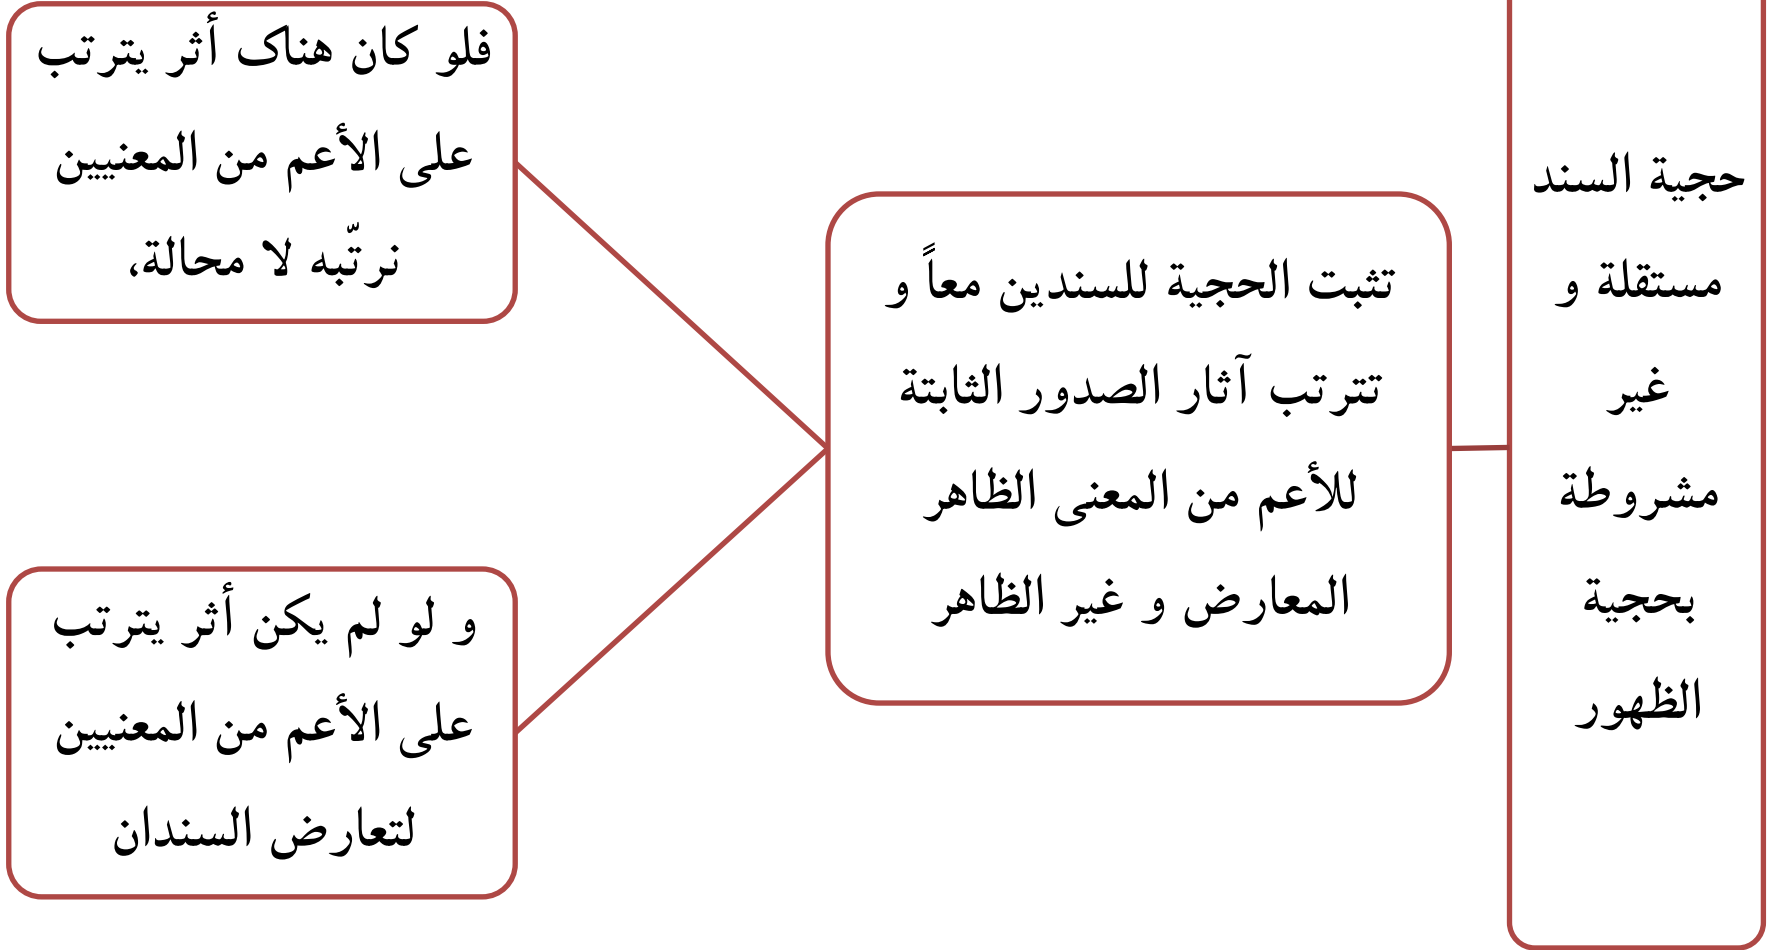 حجية السند
مستقلة و
غير
مشروطة
بحجية
الظهور
تثبت الحجية للسندين معاً و
تترتب آثار الصدور الثابتة
للأعم من المعنى الظاهر
المعارض و غير الظاهر
فلو كان هناک أثر يترتب
على الأعم من المعنيين
نرتّبه لا محالة،
و لو لم يكن أثر يترتب
على الأعم من المعنيين
لتعارض السندان